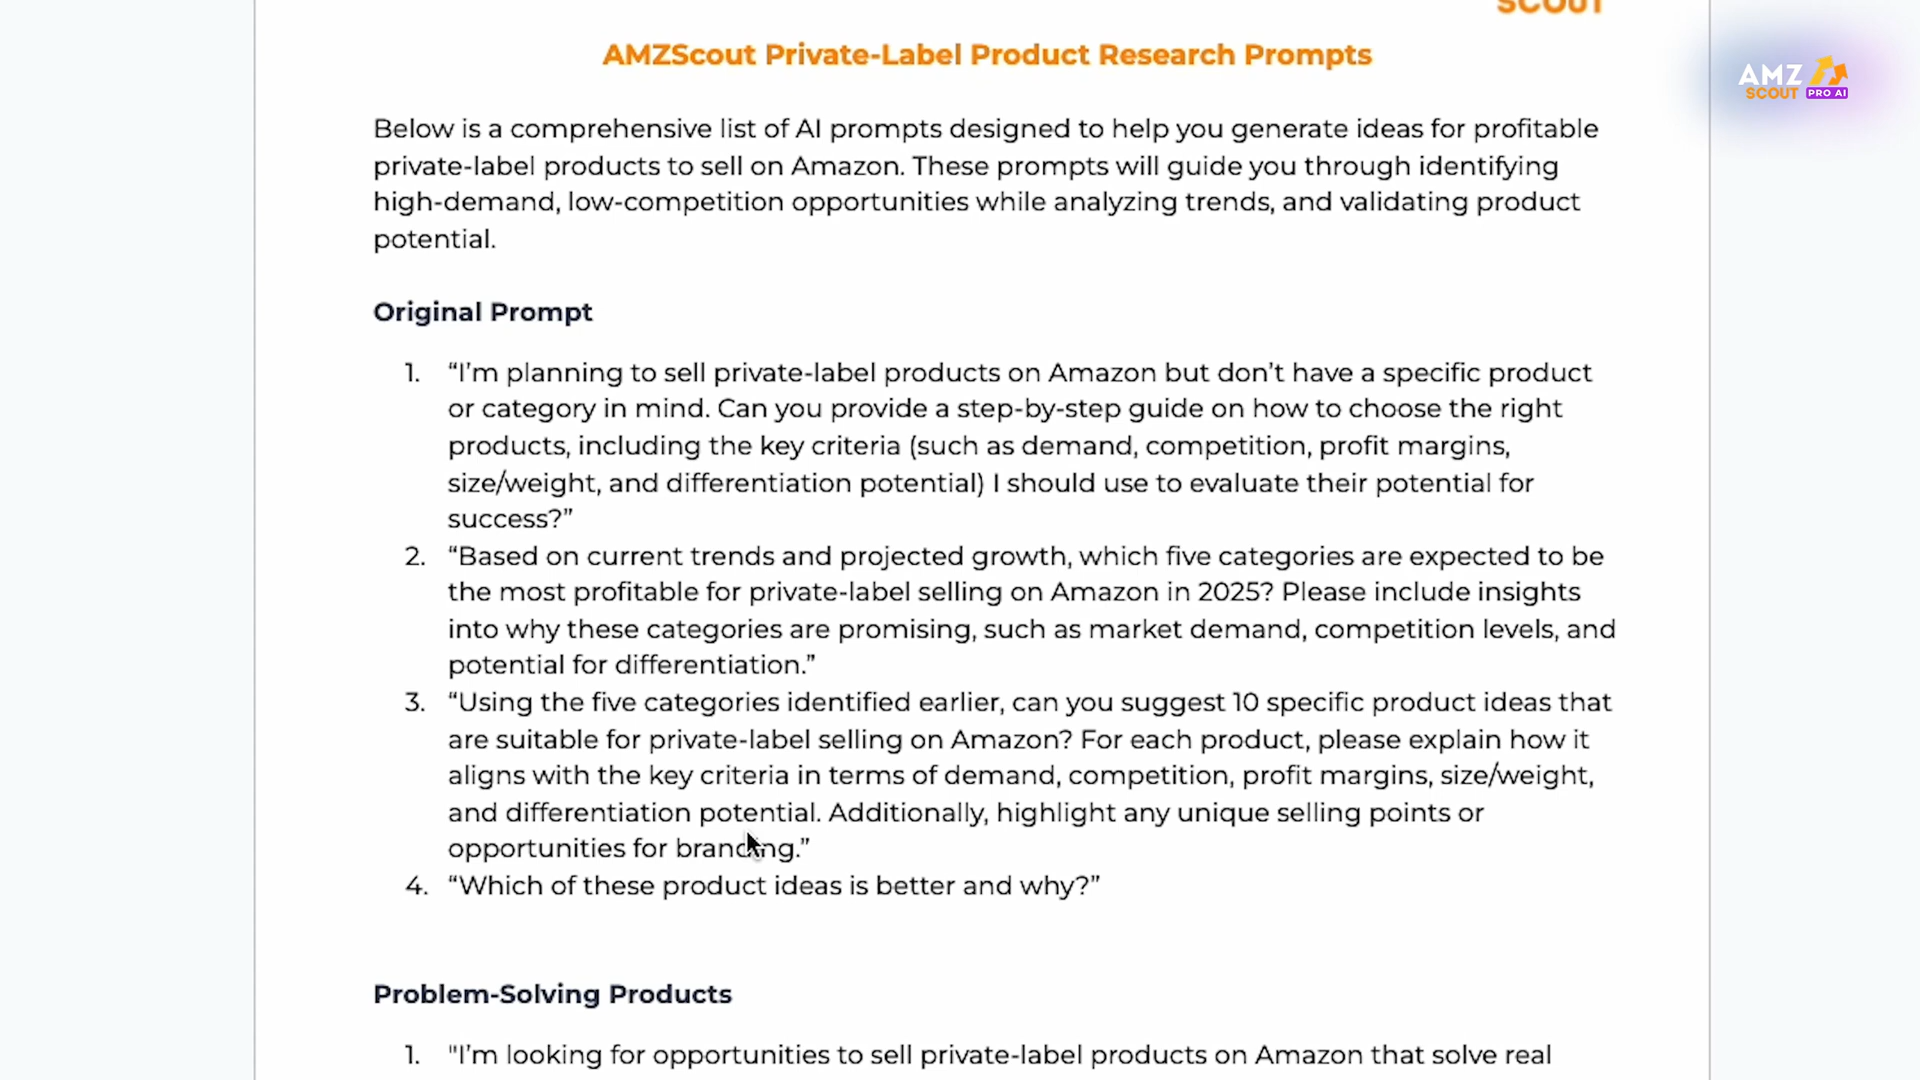 SCOUT
AMZScout Private-Label Product Research Prompts
AMZ
SCOUT PRO AI
Below is a comprehensive list of AI prompts designed to help you generate ideas for profitable
private-label products to sell on Amazon. These prompts will guide you through identifying
high-demand, low-competition opportunities while analyzing trends, and validating product
potential.
Original Prompt
1. “I’m planning to sell private-label products on Amazon but don’t have a specific product
or category in mind. Can you provide a step-by-step guide on how to choose the right
products, including the key criteria (such as demand, competition, profit margins,
size/weight, and differentiation potential) I should use to evaluate their potential for
success?”
2. “Based on current trends and projected growth, which five categories are expected to be
the most profitable for private-label selling on Amazon in 2025? Please include insights
into why these categories are promising, such as market demand, competition levels, and
potential for differentiation.”
3. “Using the five categories identified earlier, can you suggest 10 specific product ideas that
are suitable for private-label selling on Amazon? For each product, please explain how it
aligns with the key criteria in terms of demand, competition, profit margins, size/weight,
and differentiation potential. Additionally, highlight any unique selling points or
opportunities for branding.”
4. “Which of these product ideas is better and why?”
Problem-Solving Products
1. "I’m looking for opportunities to sell private-label products on Amazon that solve real